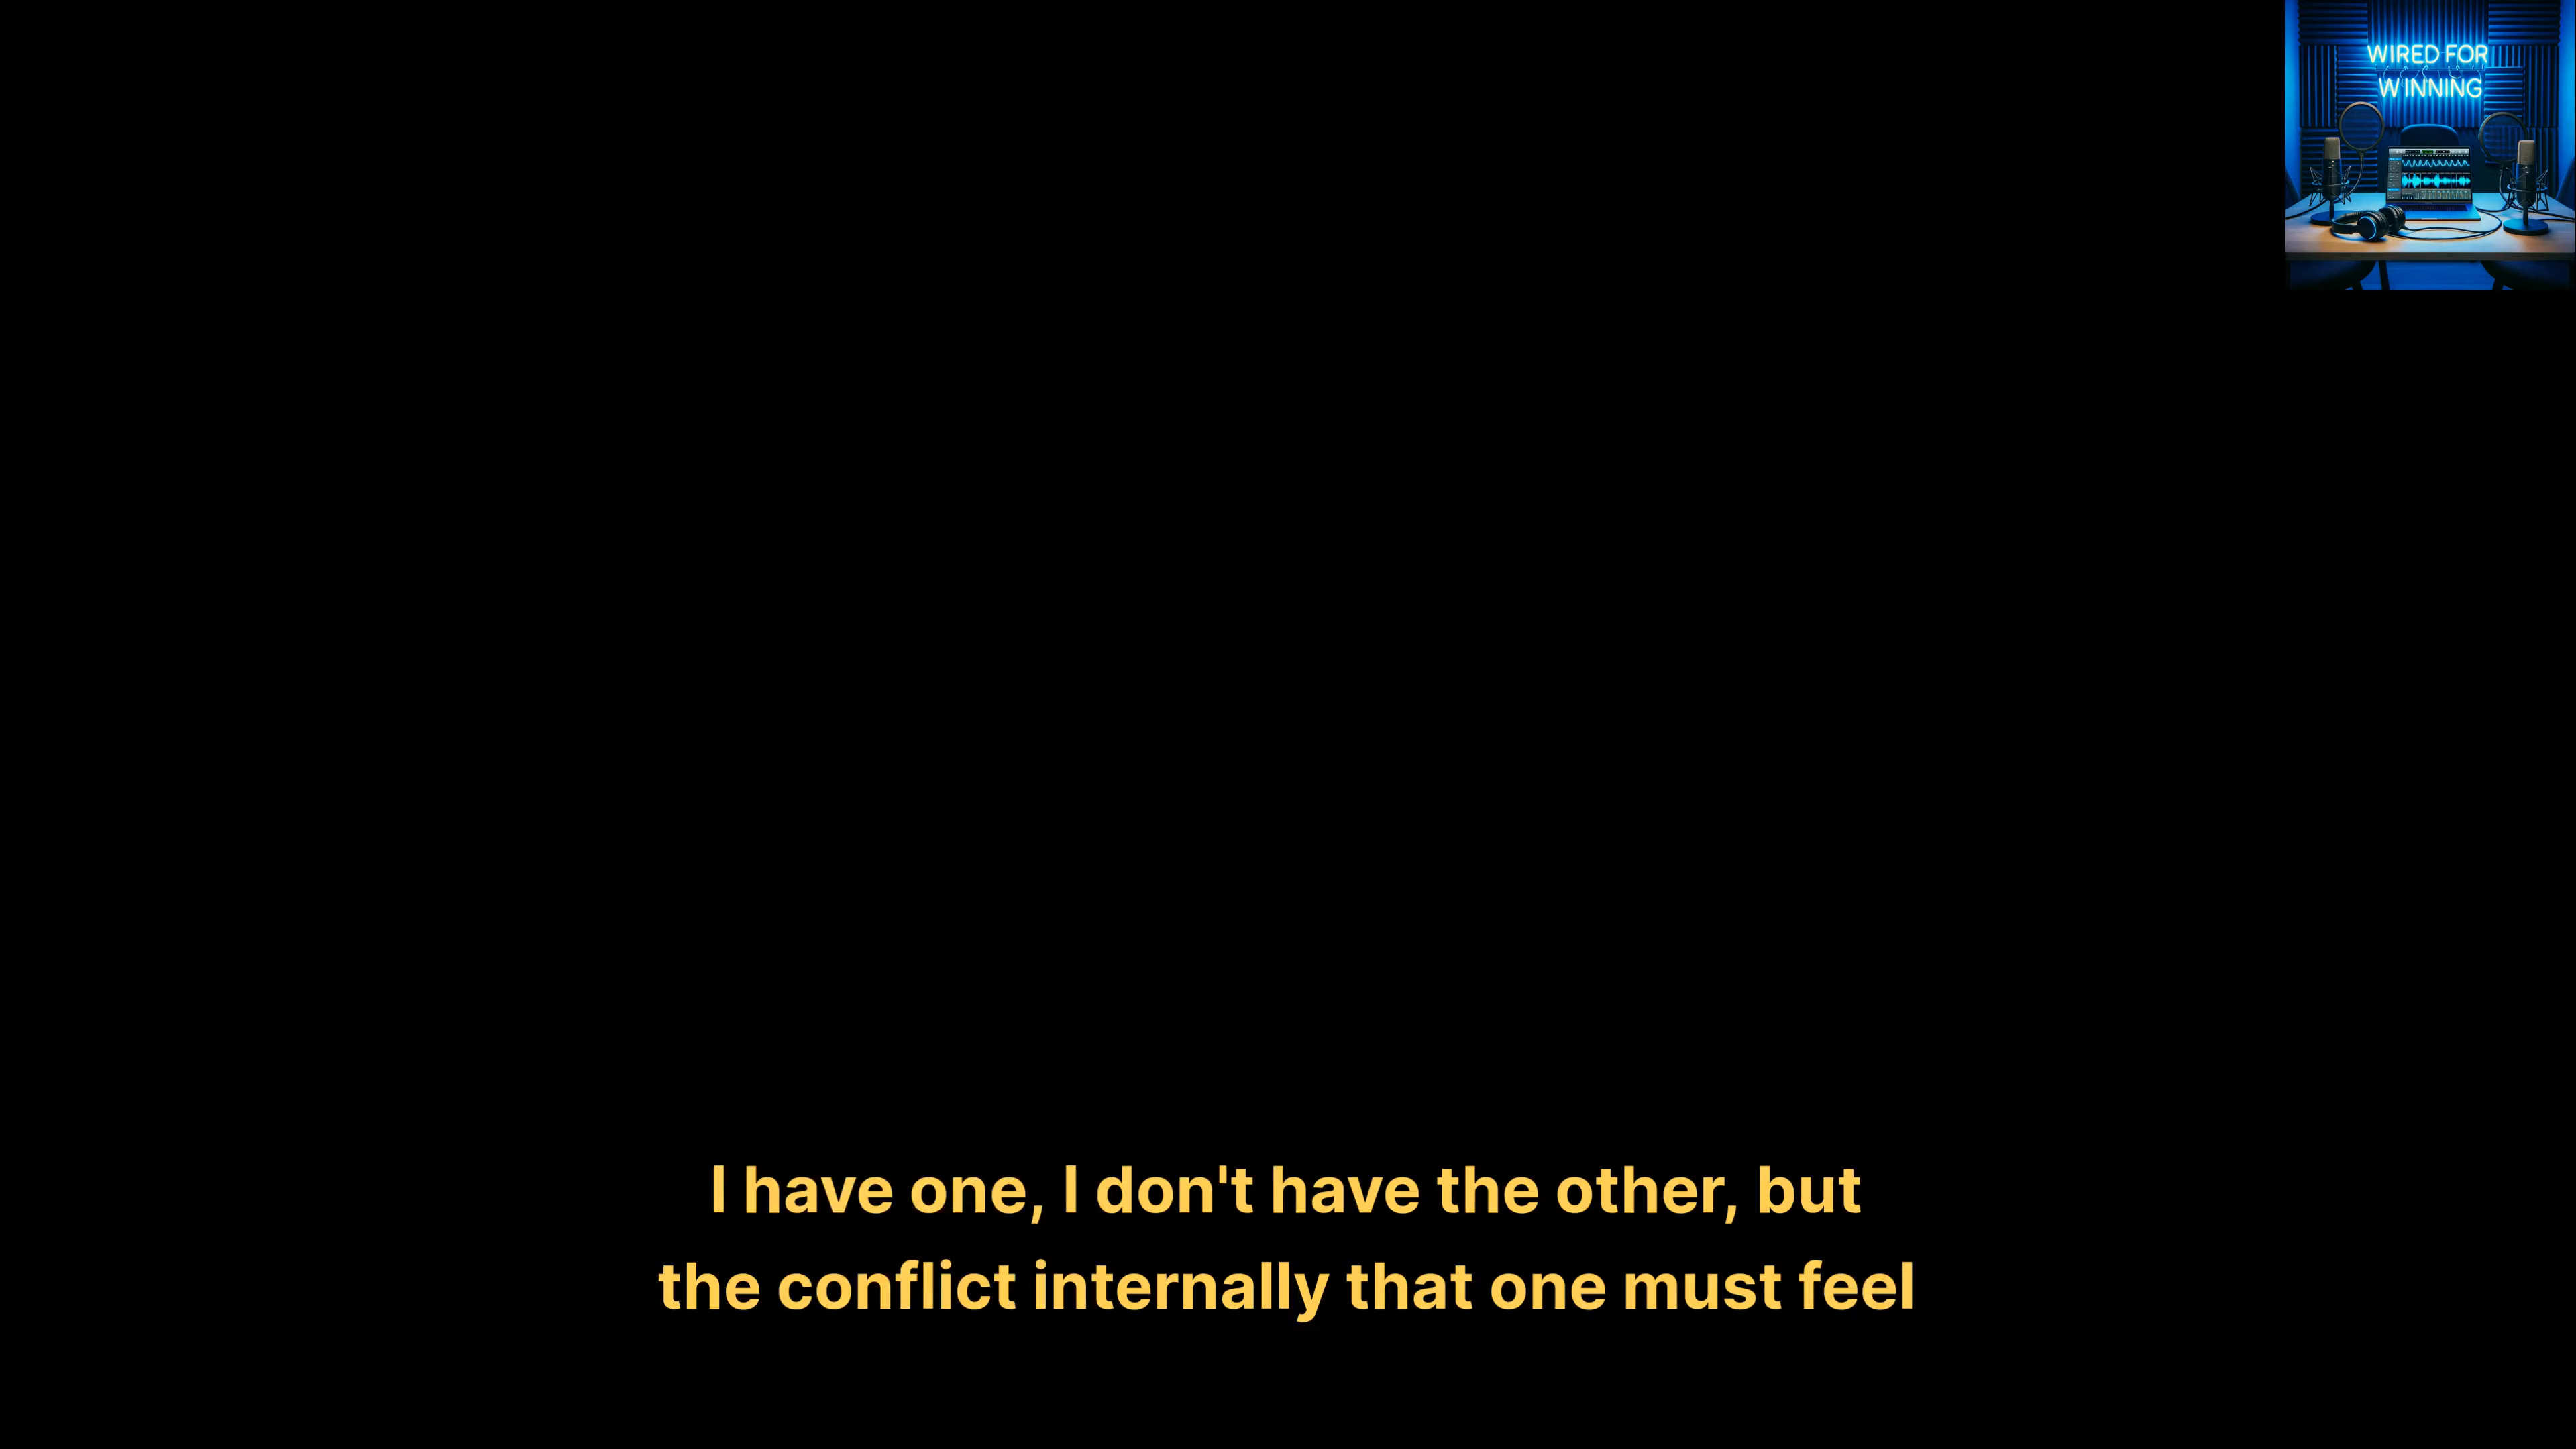 WIRED FOR
WINNING
I have one, I don't have the other, but
the conflict internally that one must feel